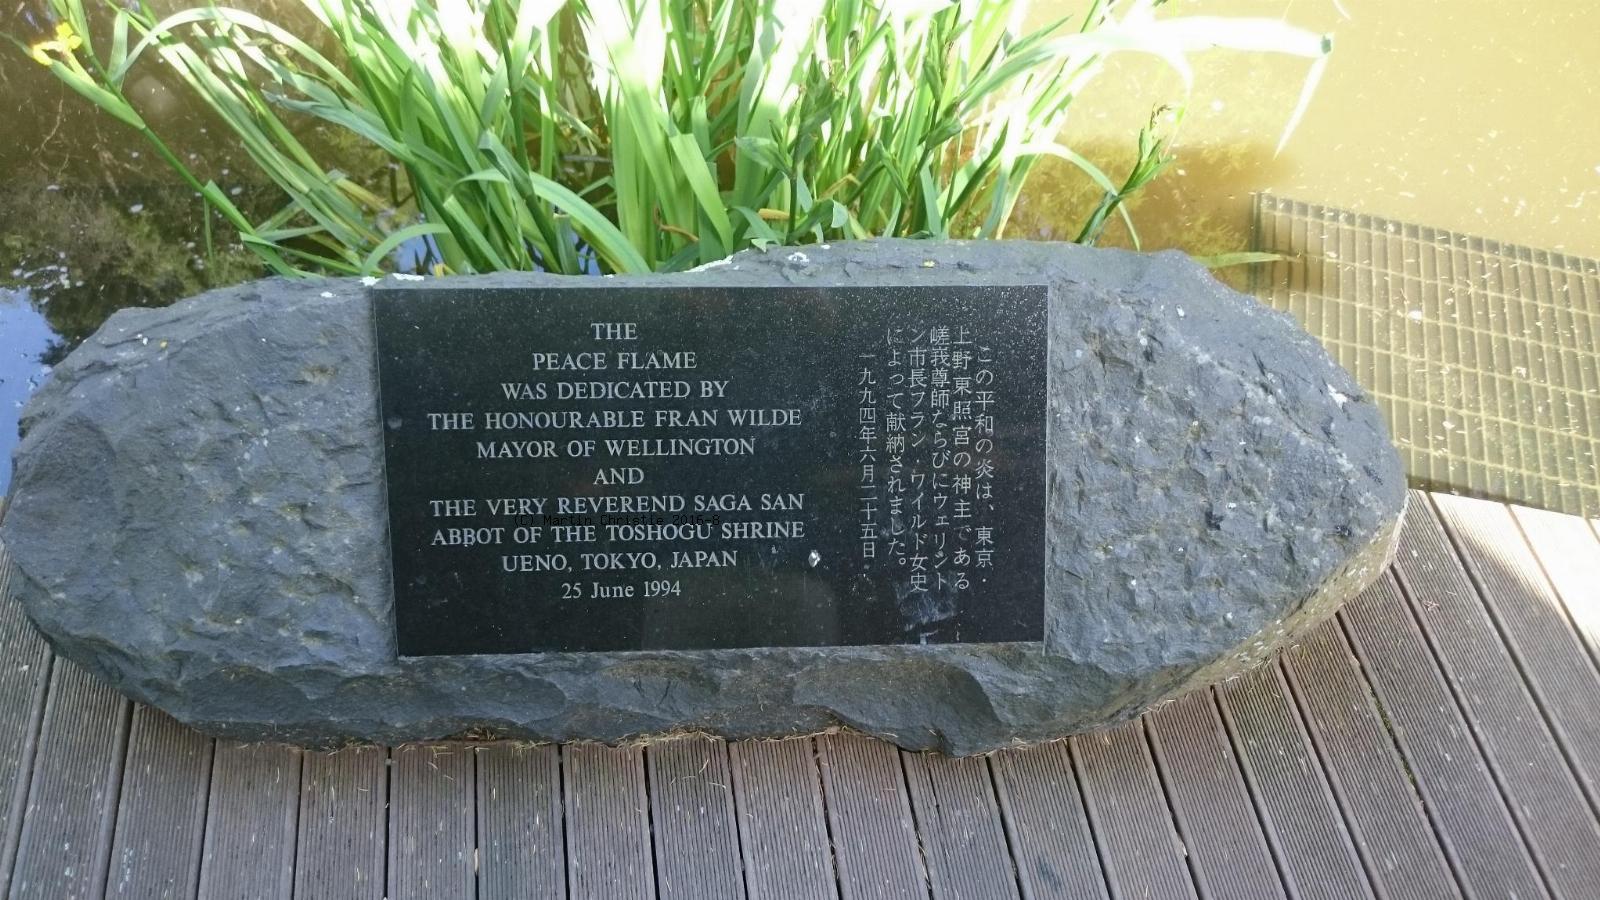 THE
PEACE FLAME
WAS DEDICATED BY
THE HONOURABLE FRAN WILDE
MAYOR OF WELLINGTON
AND
THE VERY REVEREND SAGA SAN
ABBOT OF THE TOSHOGU SHRINE
UENO, TOKYO, JAPAN
25 June 1994
この平和の炎は、東京・
上野東照宮の神主である
嵯峩尊師ならびにウェリント
ン市長フラン・ワイルド女史
によって献納されました。
一九九四年六月二十五日
(C) Martin Christie 2016-8